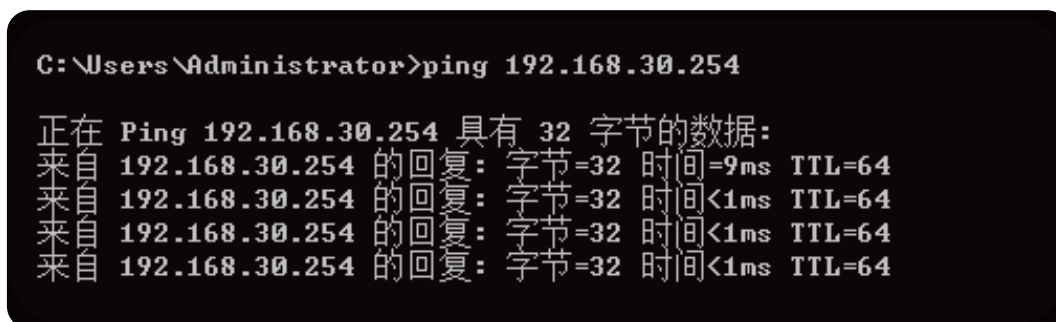 C:\Users\Administrator>ping 192.168.30.254
正在 Ping 192.168.30.254 具有 32 字节的数据:
来自 192.168.30.254 的回复: 字节=32 时间=9ms TTL=64
来自 192.168.30.254 的回复: 字节=32 时间<1ms TTL=64
来自 192.168.30.254 的回复: 字节=32 时间<1ms TTL=64
来自 192.168.30.254 的回复: 字节=32 时间<1ms TTL=64